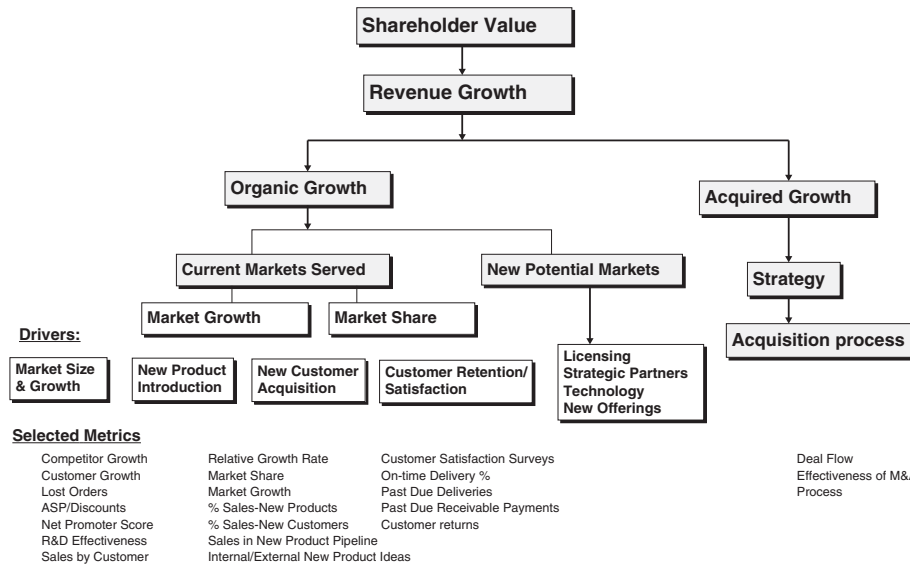 Shareholder Value
Revenue Growth
Organic Growth
Acquired Growth
Current Markets Served
New Potential Markets
Strategy
Market Growth
Market Share
Acquisition process
Drivers:
Market Size
& Growth
New Product
Introduction
New Customer
Acquisition
Customer Retention/
Satisfaction
Licensing
Strategic Partners
Technology
New Offerings
Selected Metrics
Competitor Growth
Customer Growth
Lost Orders
ASP/Discounts
Net Promoter Score
R&D Effectiveness
Sales by Customer
Relative Growth Rate
Market Share
Market Growth
% Sales-New Products
% Sales-New Customers
Sales in New Product Pipeline
Internal/External New Product Ideas
Customer Satisfaction Surveys
On-time Delivery %
Past Due Deliveries
Past Due Receivable Payments
Customer returns
Deal Flow
Effectiveness of M&
Process